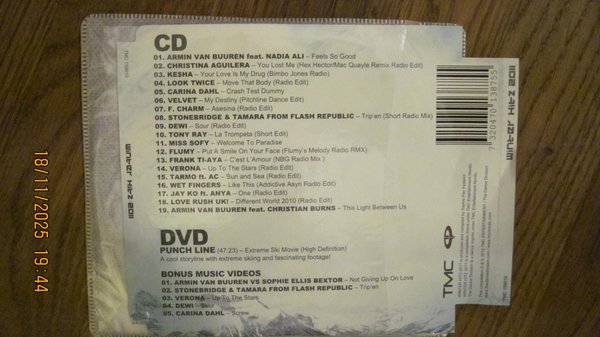 CD
01. ARMIN VAN BUUREN feat. NADIA ALI – Feels So Good
02. CHRISTINA AGUILERA – You Lost Me (Hex Hector/Mac Quayle Remix Radio Edit)
03. KESHA – Your Love Is My Drug (Bimbo Jones Radio)
04. LOOK TWICE – Move That Body (Radio Edit)
05. CARINA DAHL – Crash Test Dummy
06. VELVET – My Destiny (Pitchline Dance Edit)
07. F. CHARM – Asesina (Radio Edit)
08. STONEBRIDGE & TAMARA FROM FLASH REPUBLIC – Trip'en (Short Radio Mix)
09. DEWI – Sour (Radio Edit)
10. TONY RAY – La Trompeta (Short Edit)
11. MISS SOFY – Welcome To Paradise
12. FLUMY – Put A Smile On Your Face (Flumy's Melody Radio RMX)
13. FRANK TI-AYA – C'est L'Amour (NBG Radio Mix )
14. VERONA – Up To The Stars (Radio Edit)
15. TARMO ft. AC – Sun and Sea (Radio Edit)
16. WET FINGERS – Like This (Addictive Asyn Radio Edit)
17. JAY KO ft. ANYA – One (Radio Edit)
18. LOVE RUSH UK! – Different World 2010 (Radio Edit)
19. ARMIN VAN BUUREN feat. CHRISTIAN BURNS – This Light Between Us
DVD
PUNCH LINE (47:23) – Extreme Ski Movie (High Definition)
A cool storyline with extreme skiing and fascinating footage!
BONUS MUSIC VIDEOS
01. ARMIN VAN BUUREN VS SOPHIE ELLIS BEXTOR – Not Giving Up On Love
02. STONEBRIDGE & TAMARA FROM FLASH REPUBLIC – Trip'en
03. VERONA – Up To The Stars
04. DEWI – Sour
05. CARINA DAHL – Screw
7 320470 138755
winter hitz 2011
TMC
winter hitz 2011
18/11/2025 19:44